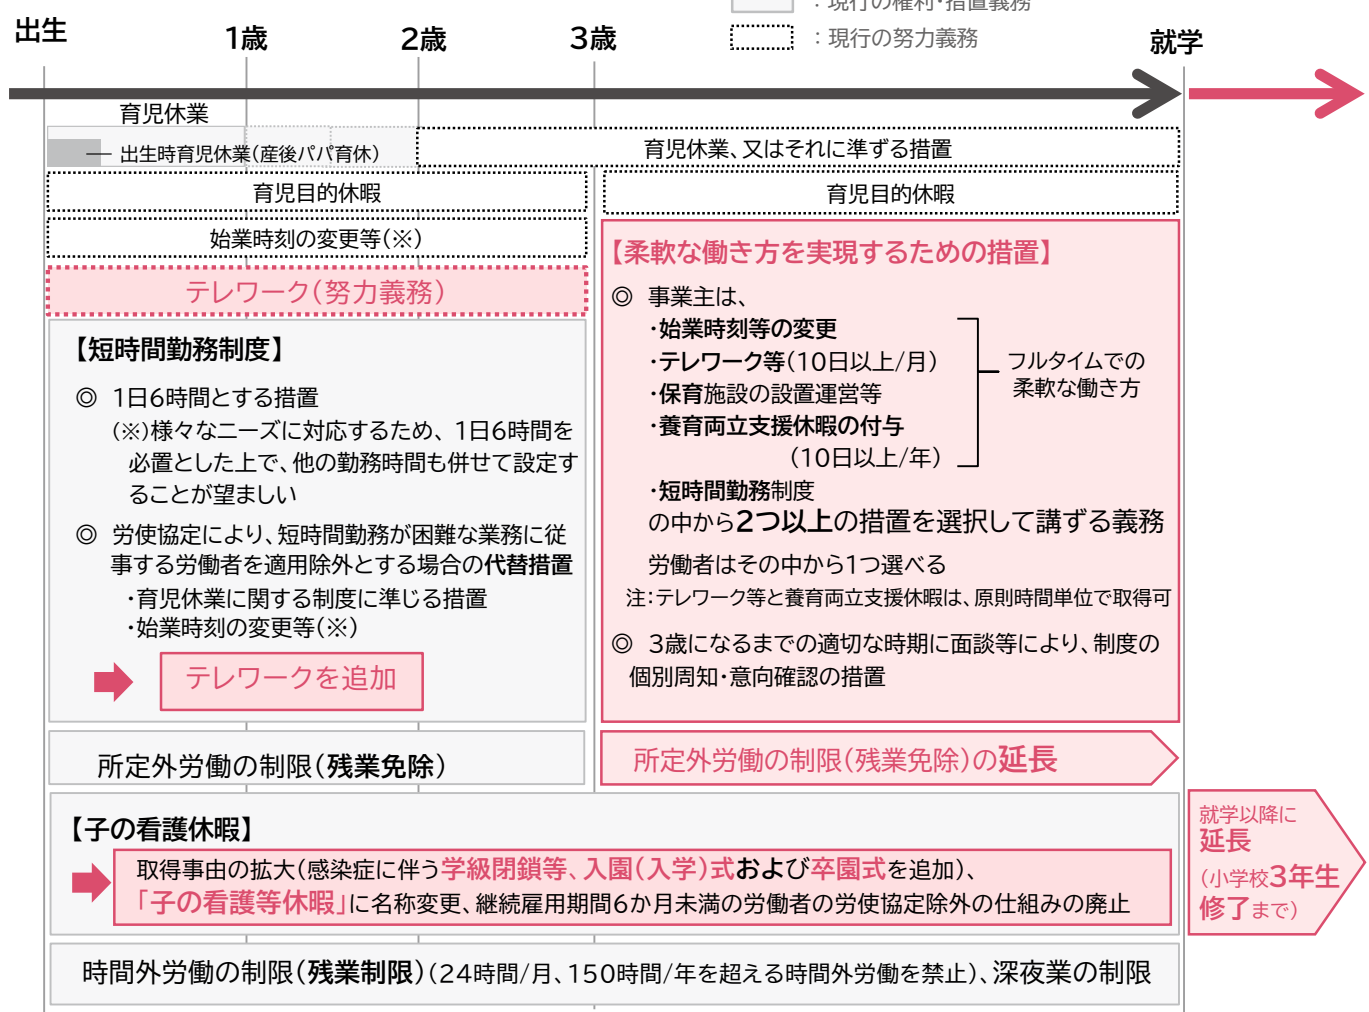 ：現行の権利・措置義務
：現行の努力義務
出生
1歳
2歳
3歳
就学
育児休業
出生時育児休業(産後パパ育休)
育児休業、又はそれに準ずる措置
育児目的休暇
育児目的休暇
始業時刻の変更等(※)
テレワーク(努力義務)
【短時間勤務制度】
◎ 1日6時間とする措置
(※)様々なニーズに対応するため、1日6時間を
必置とした上で、他の勤務時間も併せて設定す
ることが望ましい
◎ 労使協定により、短時間勤務が困難な業務に従
事する労働者を適用除外とする場合の代替措置
・育児休業に関する制度に準じる措置
・始業時刻の変更等(※)
テレワークを追加
【柔軟な働き方を実現するための措置】
◎ 事業主は、
・始業時刻等の変更
・テレワーク等(10日以上/月)
・保育施設の設置運営等
・養育両立支援休暇の付与
(10日以上/年)
フルタイムでの
柔軟な働き方
・短時間勤務制度
の中から2つ以上の措置を選択して講ずる義務
労働者はその中から1つ選べる
注:テレワーク等と養育両立支援休暇は、原則時間単位で取得可
◎ 3歳になるまでの適切な時期に面談等により、制度の
個別周知・意向確認の措置
所定外労働の制限(残業免除)
所定外労働の制限(残業免除)の延長
【子の看護休暇】
取得事由の拡大(感染症に伴う学級閉鎖等、入園(入学)式および卒園式を追加)、
「子の看護等休暇」に名称変更、継続雇用期間6か月未満の労働者の労使協定除外の仕組みの廃止
就学以降に
延長
(小学校3年生
修了まで)
時間外労働の制限(残業制限)(24時間/月、150時間/年を超える時間外労働を禁止)、深夜業の制限